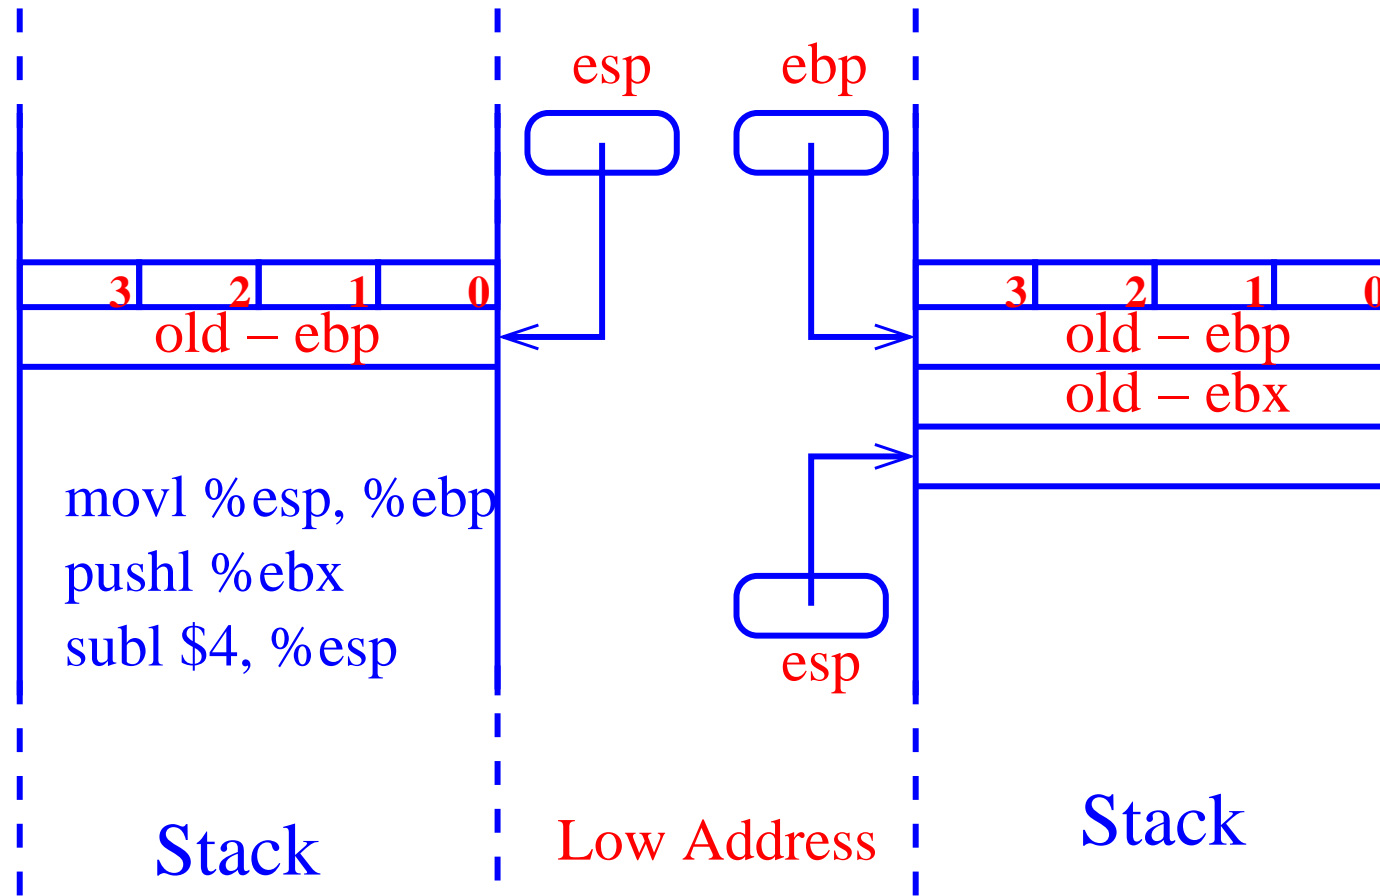 esp
ebp
3 2 1 0
3 2 1 0
old – ebp
old – ebp
old – ebx
movl %esp, %ebp
pushl %ebx
subl $4, %esp
esp
Stack
Low Address
Stack